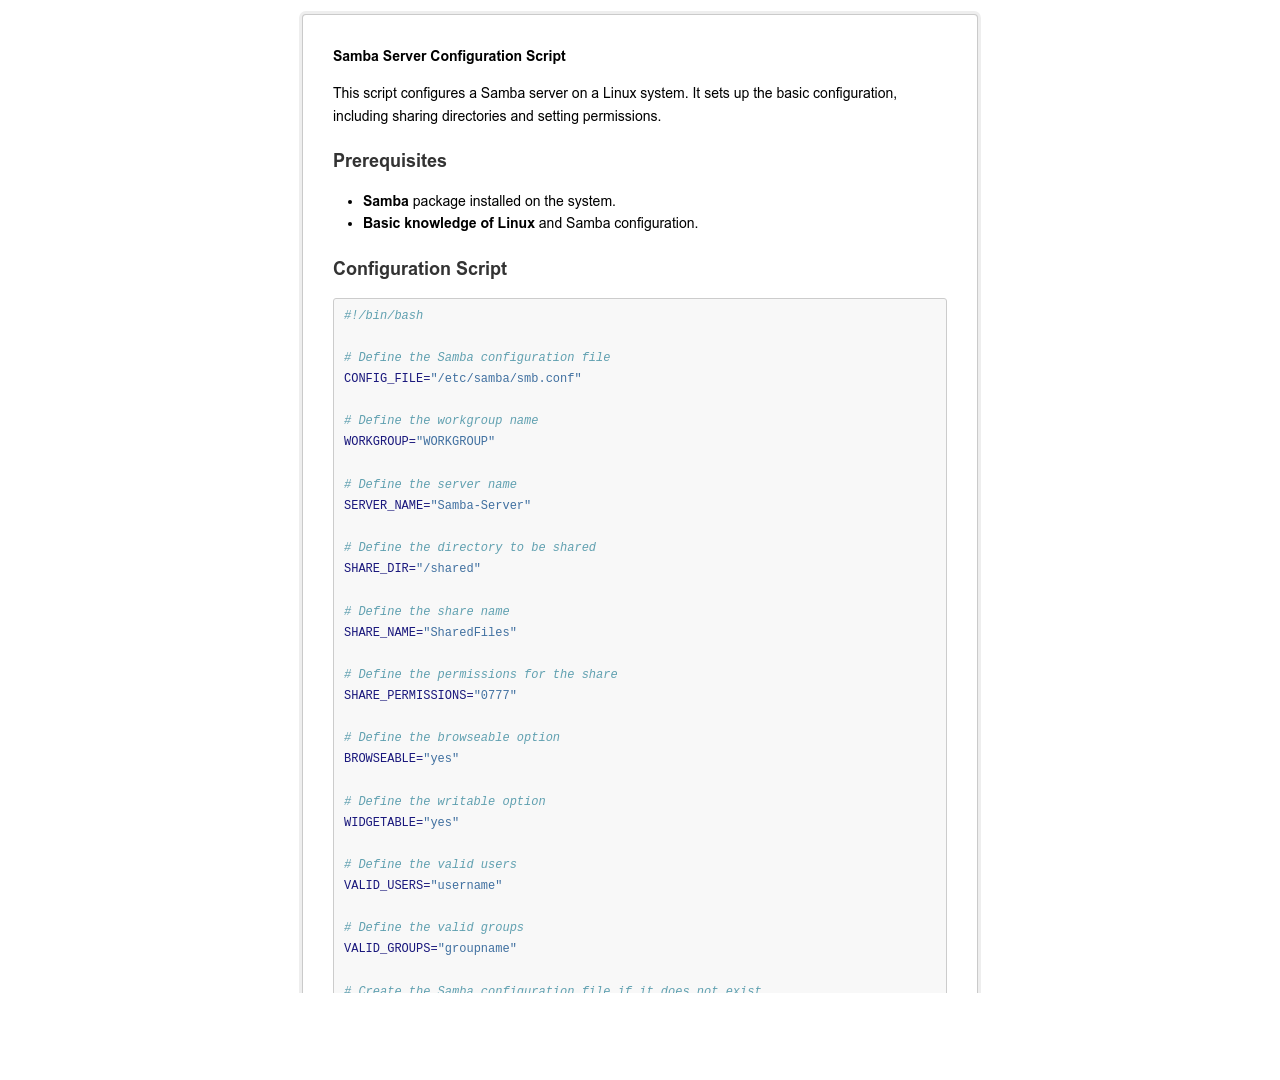 Samba Server Configuration Script
This script configures a Samba server on a Linux system. It sets up the basic configuration,
including sharing directories and setting permissions.
Prerequisites
• Samba package installed on the system.
• Basic knowledge of Linux and Samba configuration.
Configuration Script
#!/bin/bash
# Define the Samba configuration file
CONFIG_FILE="/etc/samba/smb.conf"
# Define the workgroup name
WORKGROUP="WORKGROUP"
# Define the server name
SERVER_NAME="Samba-Server"
# Define the directory to be shared
SHARE_DIR="/shared"
# Define the share name
SHARE_NAME="SharedFiles"
# Define the permissions for the share
SHARE_PERMISSIONS="0777"
# Define the browseable option
BROWSEABLE="yes"
# Define the writable option
WIDGETABLE="yes"
# Define the valid users
VALID_USERS="username"
# Define the valid groups
VALID_GROUPS="groupname"
# Create the Samba configuration file if it does not exist